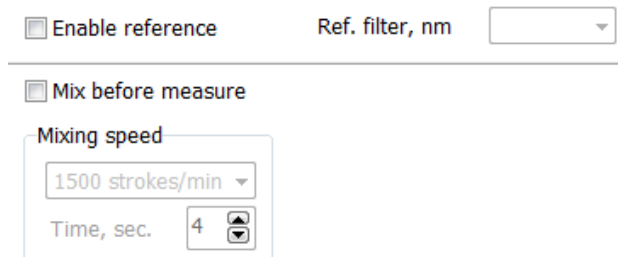 Enable reference Ref. filter, nm
Mix before measure
Mixing speed
1500 strokes/min
Time, sec. 4